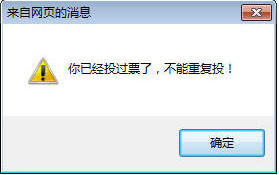 来自网页的消息
你已经投过票了，不能重复投！
确定